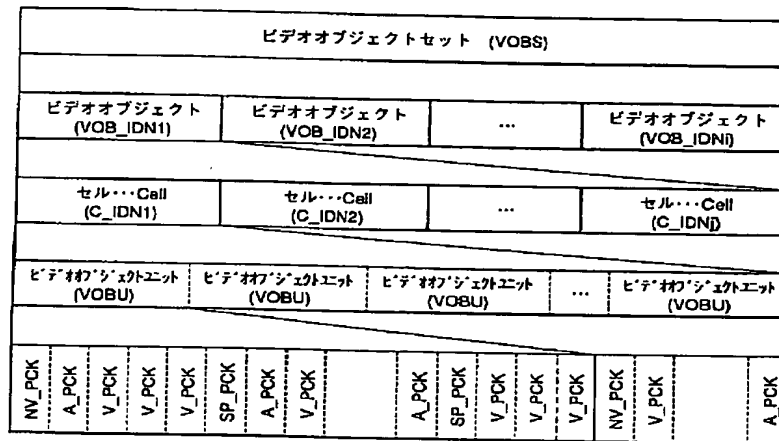 ビデオオブジェクトセット (VOBS)
ビデオオブジェクト
(VOB_IDN1)
ビデオオブジェクト
(VOB_IDN2)
...
ビデオオブジェクト
(VOB_IDNi)
セル・・・Cell
(C_IDN1)
セル・・・Cell
(C_IDN2)
...
セル・・・Cell
(C_IDNj)
ビデオオブジェクトユニット
(VOBU)
ビデオオブジェクトユニット
(VOBU)
ビデオオブジェクトユニット
(VOBU)
...
ビデオオブジェクトユニット
(VOBU)
NV_PCK
A_PCK
V_PCK
V_PCK
V_PCK
SP_PCK
A_PCK
V_PCK
A_PCK
SP_PCK
V_PCK
V_PCK
V_PCK
NV_PCK
V_PCK
A_PCK